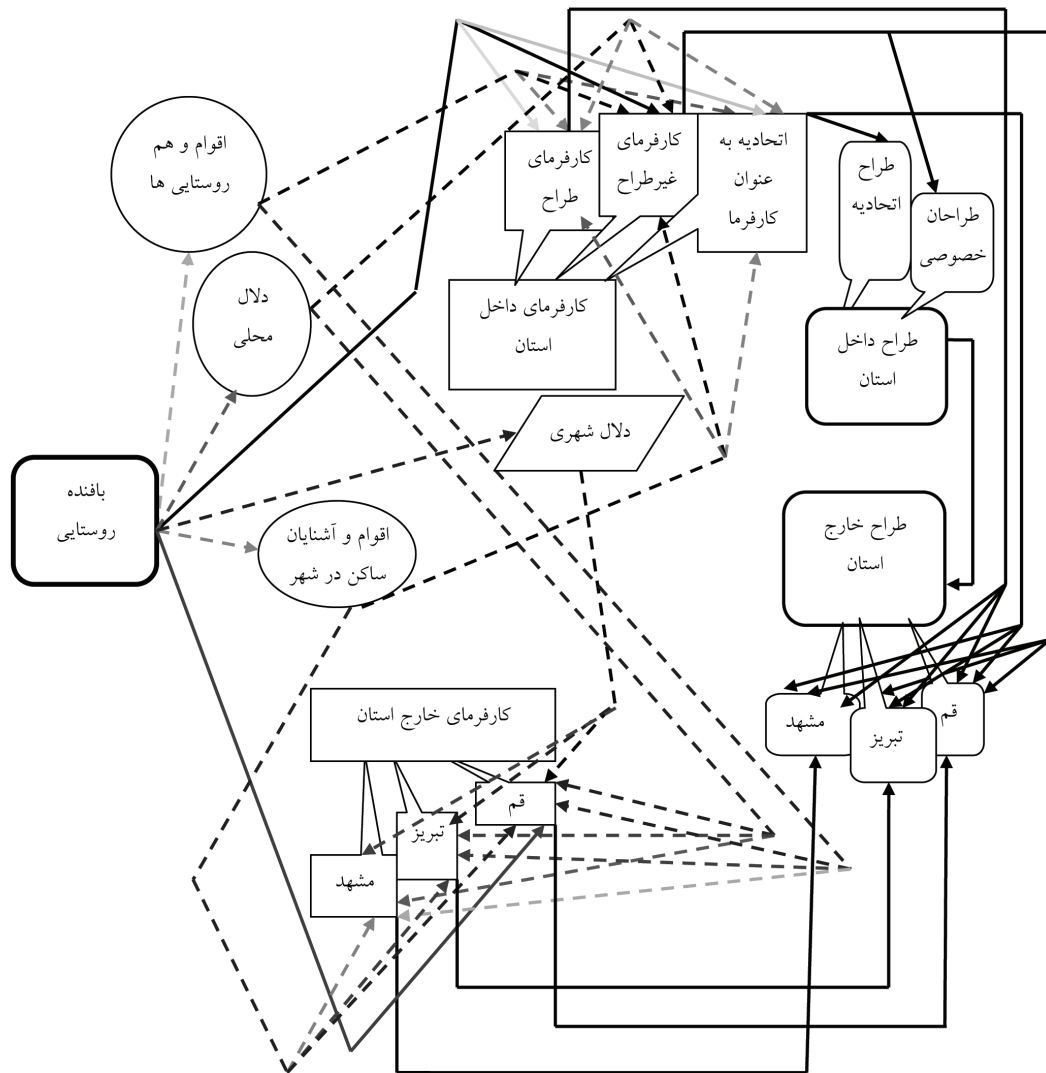 اقوام و هم
روستایی ها
دلال
محلی
بافنده
روستایی
اقوام و آشنایان
ساکن در شهر
دلال شهری
کارفرمای
طراح
کارفرمای
غیرطراح
اتحادیه به
عنوان
کارفرما
کارفرمای داخل
استان
طراح
اتحادیه
طراحان
خصوصی
طراح داخل
استان
طراح خارج
استان
قم
تبریز
مشهد
کارفرمای خارج استان
قم
تبریز
مشهد